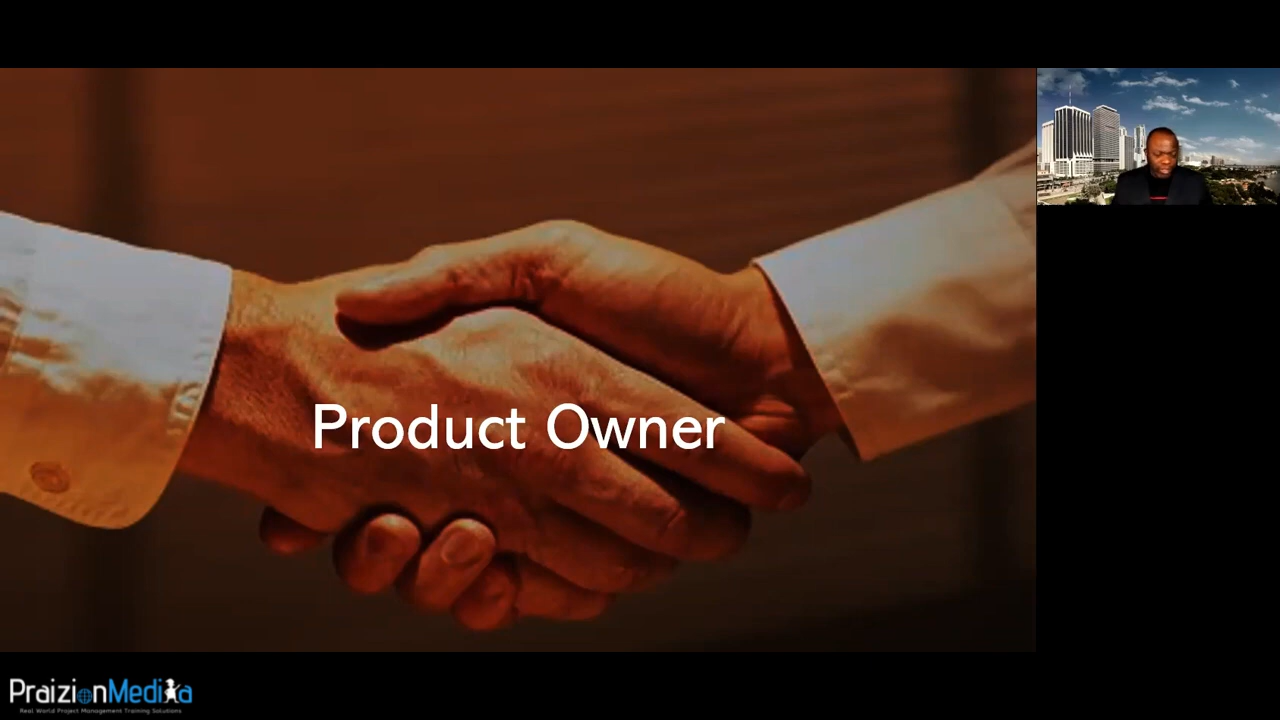 Product Owner
PraizionMedia
Real World Project Management Training Solutions